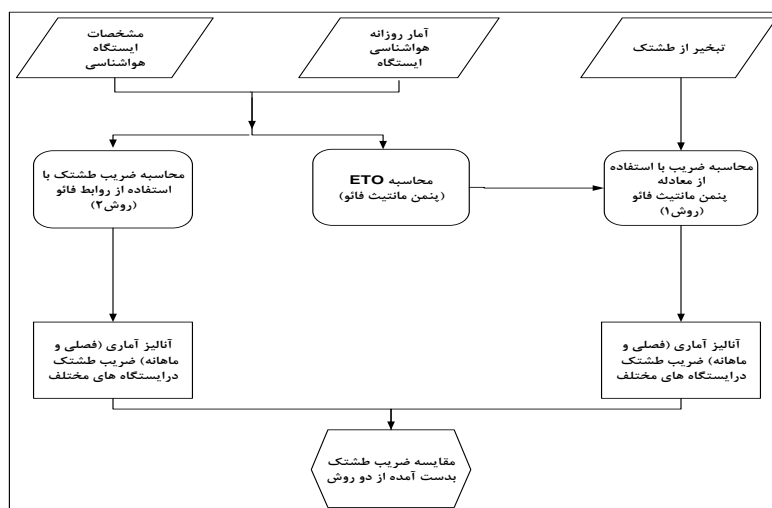 تبخیر از طشتک
آمار روزانه
هواشناسی
ایستگاه
مشخصات
ایستگاه
هواشناسی
محاسبه ضریب با استفاده
از معادله
پنمن مانتیث فائو
(روش۱)
محاسبه ETO
(پنمن مانتیث فائو)
محاسبه ضریب طشتک با
استفاده از روابط فائو
(روش۲)
آنالیز آماری (فصلی و
ماهانه) ضریب طشتک
درایستگاه های مختلف
آنالیز آماری (فصلی و
ماهانه) ضریب طشتک
درایستگاه های مختلف
مقایسه ضریب طشتک
بدست آمده از دو روش